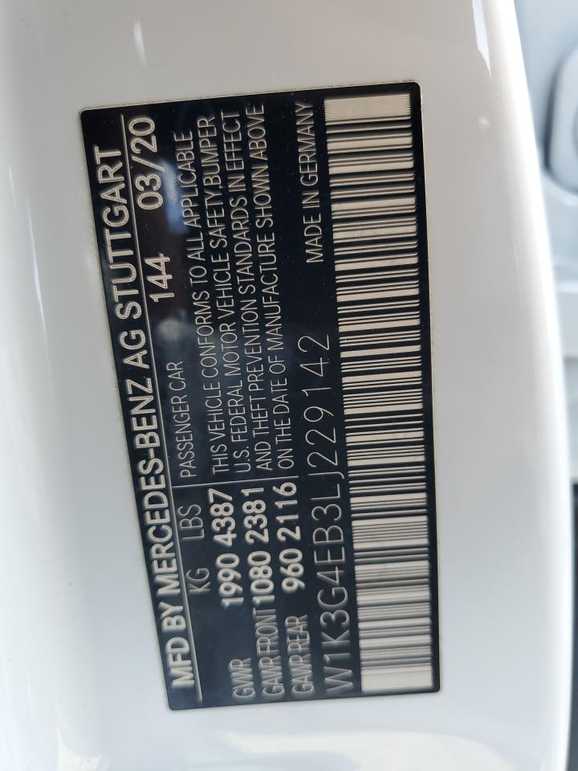 MFD BY MERCEDES-BENZ AG STUTTGART
KG LBS 144 03/20
GVWR 1990 4387
GAWR FRONT 1080 2381
GAWR REAR 960 2116
PASSENGER CAR
THIS VEHICLE CONFORMS TO ALL APPLICABLE
U.S. FEDERAL MOTOR VEHICLE SAFETY,BUMPER
AND THEFT PREVENTION STANDARDS IN EFFECT
ON THE DATE OF MANUFACTURE SHOWN ABOVE
W1K3G4EB3LJ229142 MADE IN GERMANY